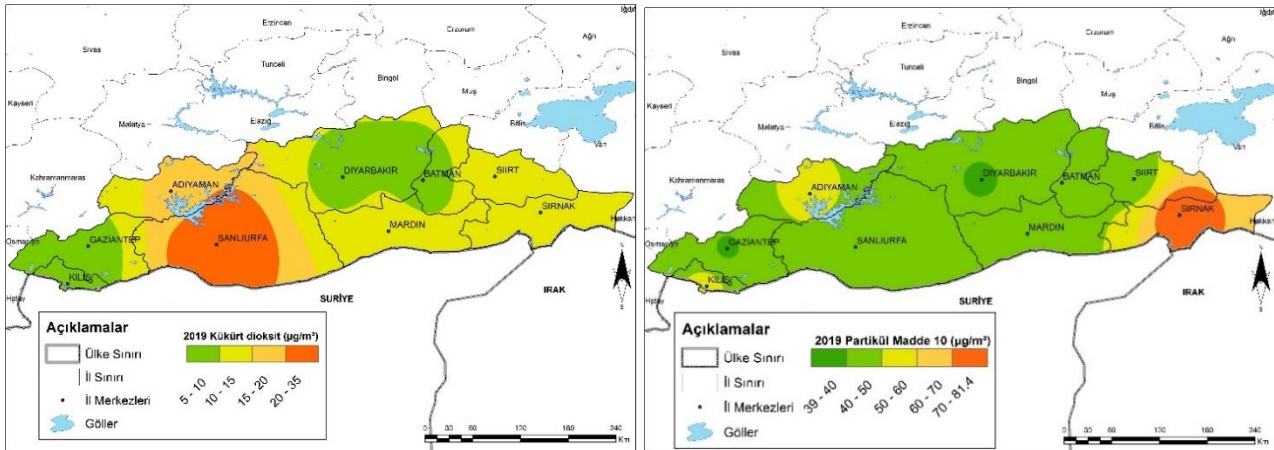 Iğdır
Erzincan
Erzurum
Sivas
Ağrı
Tunceli
Bingöl
Muş
Kayseri
Elazığ
Bitlis
Malatya
Van
DIYARBAKIR
BATMAN
SIIRT
Kahramanmaras
ADIYAMAN
SIRNAK
Hakkari
MARDIN
Osmaniye
GAZIANTEP
SANLIURFA
KILIS
Hatay
N
S
SURİYE
IRAK
Açıklamalar
Ülke Sınırı
İl Sınırı
İl Merkezleri
Göller
2019 Kükürt dioksit (µg/m³)
5 - 10
10 - 15
15 - 20
20 - 35
0 30 60 120 180 240
Km
Iğdır
Erzincan
Erzurum
Sivas
Ağrı
Tunceli
Bingöl
Muş
Kayseri
Elazığ
Bitlis
Malatya
Van
DIYARBAKIR
BATMAN
SIIRT
Kahramanmaras
ADIYAMAN
SIRNAK
Hakkari
MARDIN
Osmaniye
GAZIANTEP
SANLIURFA
KILIS
Hatay
N
S
SURİYE
IRAK
Açıklamalar
Ülke Sınırı
İl Sınırı
İl Merkezleri
Göller
2019 Partikül Madde 10 (µg/m³)
39 - 40
40 - 50
50 - 60
60 - 70
70 - 81.4
0 30 60 120 180 240
Km